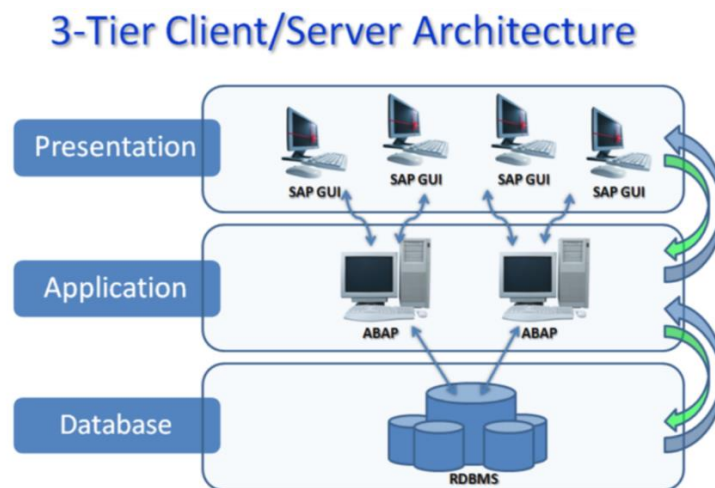 3-Tier Client/Server Architecture
Presentation
SAP GUI
SAP GUI
SAP GUI
SAP GUI
Application
ABAP
ABAP
Database
RDBMS